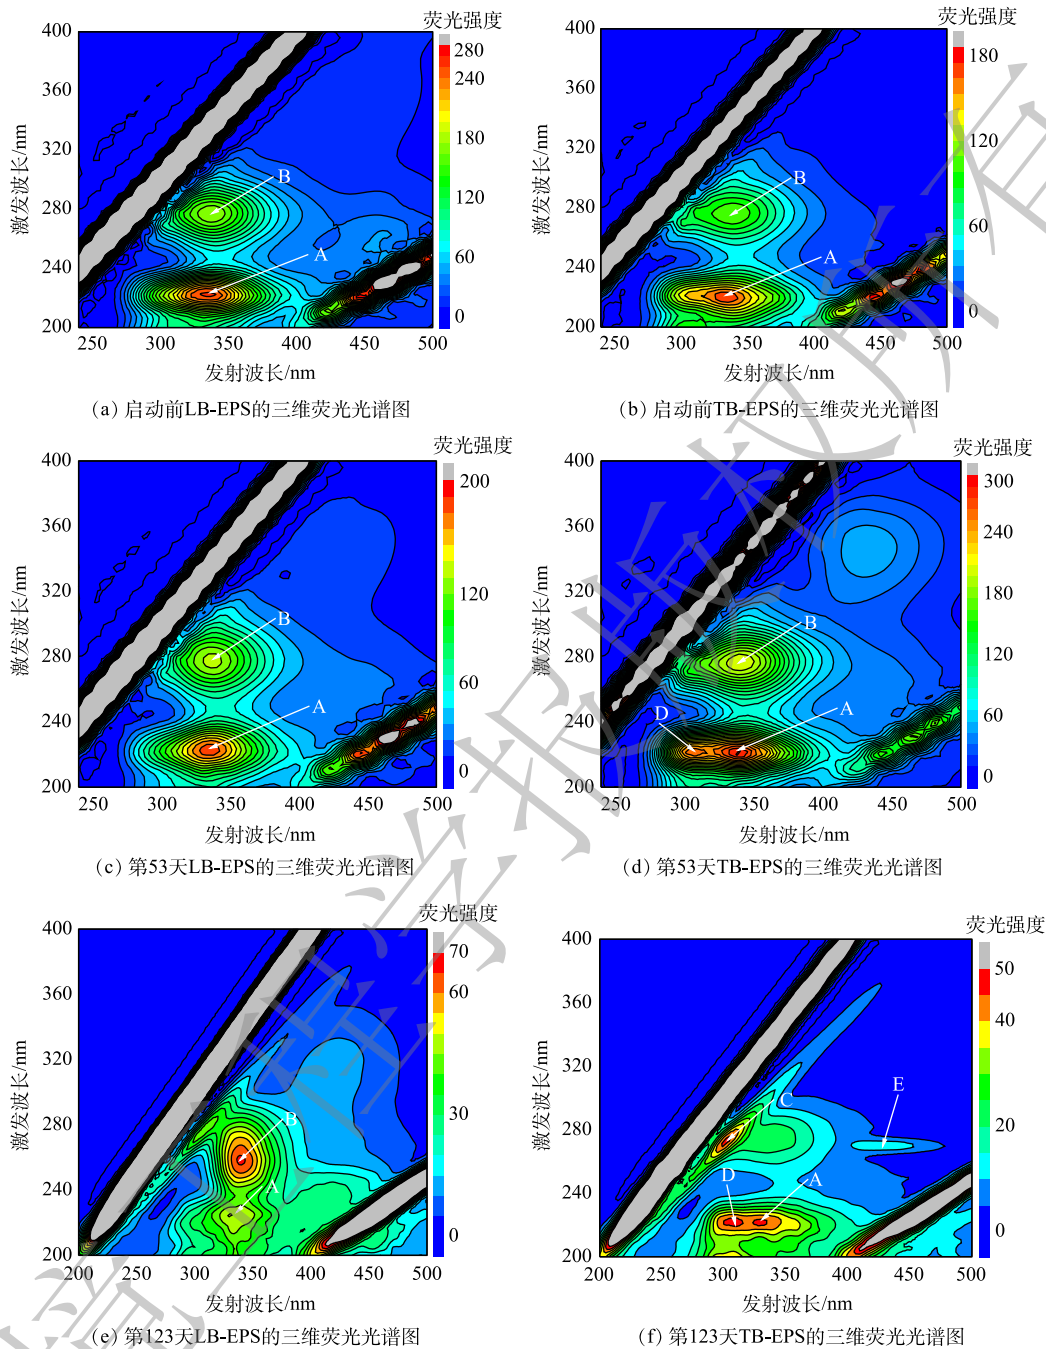 荧光强度
400
360
320
280
240
200
激发波长/nm
250 300 350 400 450 500
发射波长/nm
280
240
180
120
60
0
B
A
(a) 启动前LB-EPS的三维荧光光谱图
荧光强度
400
360
320
280
240
200
激发波长/nm
250 300 350 400 450 500
发射波长/nm
180
120
60
0
B
A
(b) 启动前TB-EPS的三维荧光光谱图
荧光强度
400
360
320
280
240
200
激发波长/nm
250 300 350 400 450 500
发射波长/nm
200
120
60
0
B
A
(c) 第53天LB-EPS的三维荧光光谱图
荧光强度
400
360
320
280
240
200
激发波长/nm
250 300 350 400 450 500
发射波长/nm
300
240
180
120
60
0
B
D
A
(d) 第53天TB-EPS的三维荧光光谱图
荧光强度
400
360
320
280
240
200
激发波长/nm
200 250 300 350 400 450 500
发射波长/nm
70
60
30
0
B
A
(e) 第123天LB-EPS的三维荧光光谱图
荧光强度
400
360
320
280
240
200
激发波长/nm
200 250 300 350 400 450 500
发射波长/nm
50
40
20
0
C
E
D
A
(f) 第123天TB-EPS的三维荧光光谱图
学报版权所有